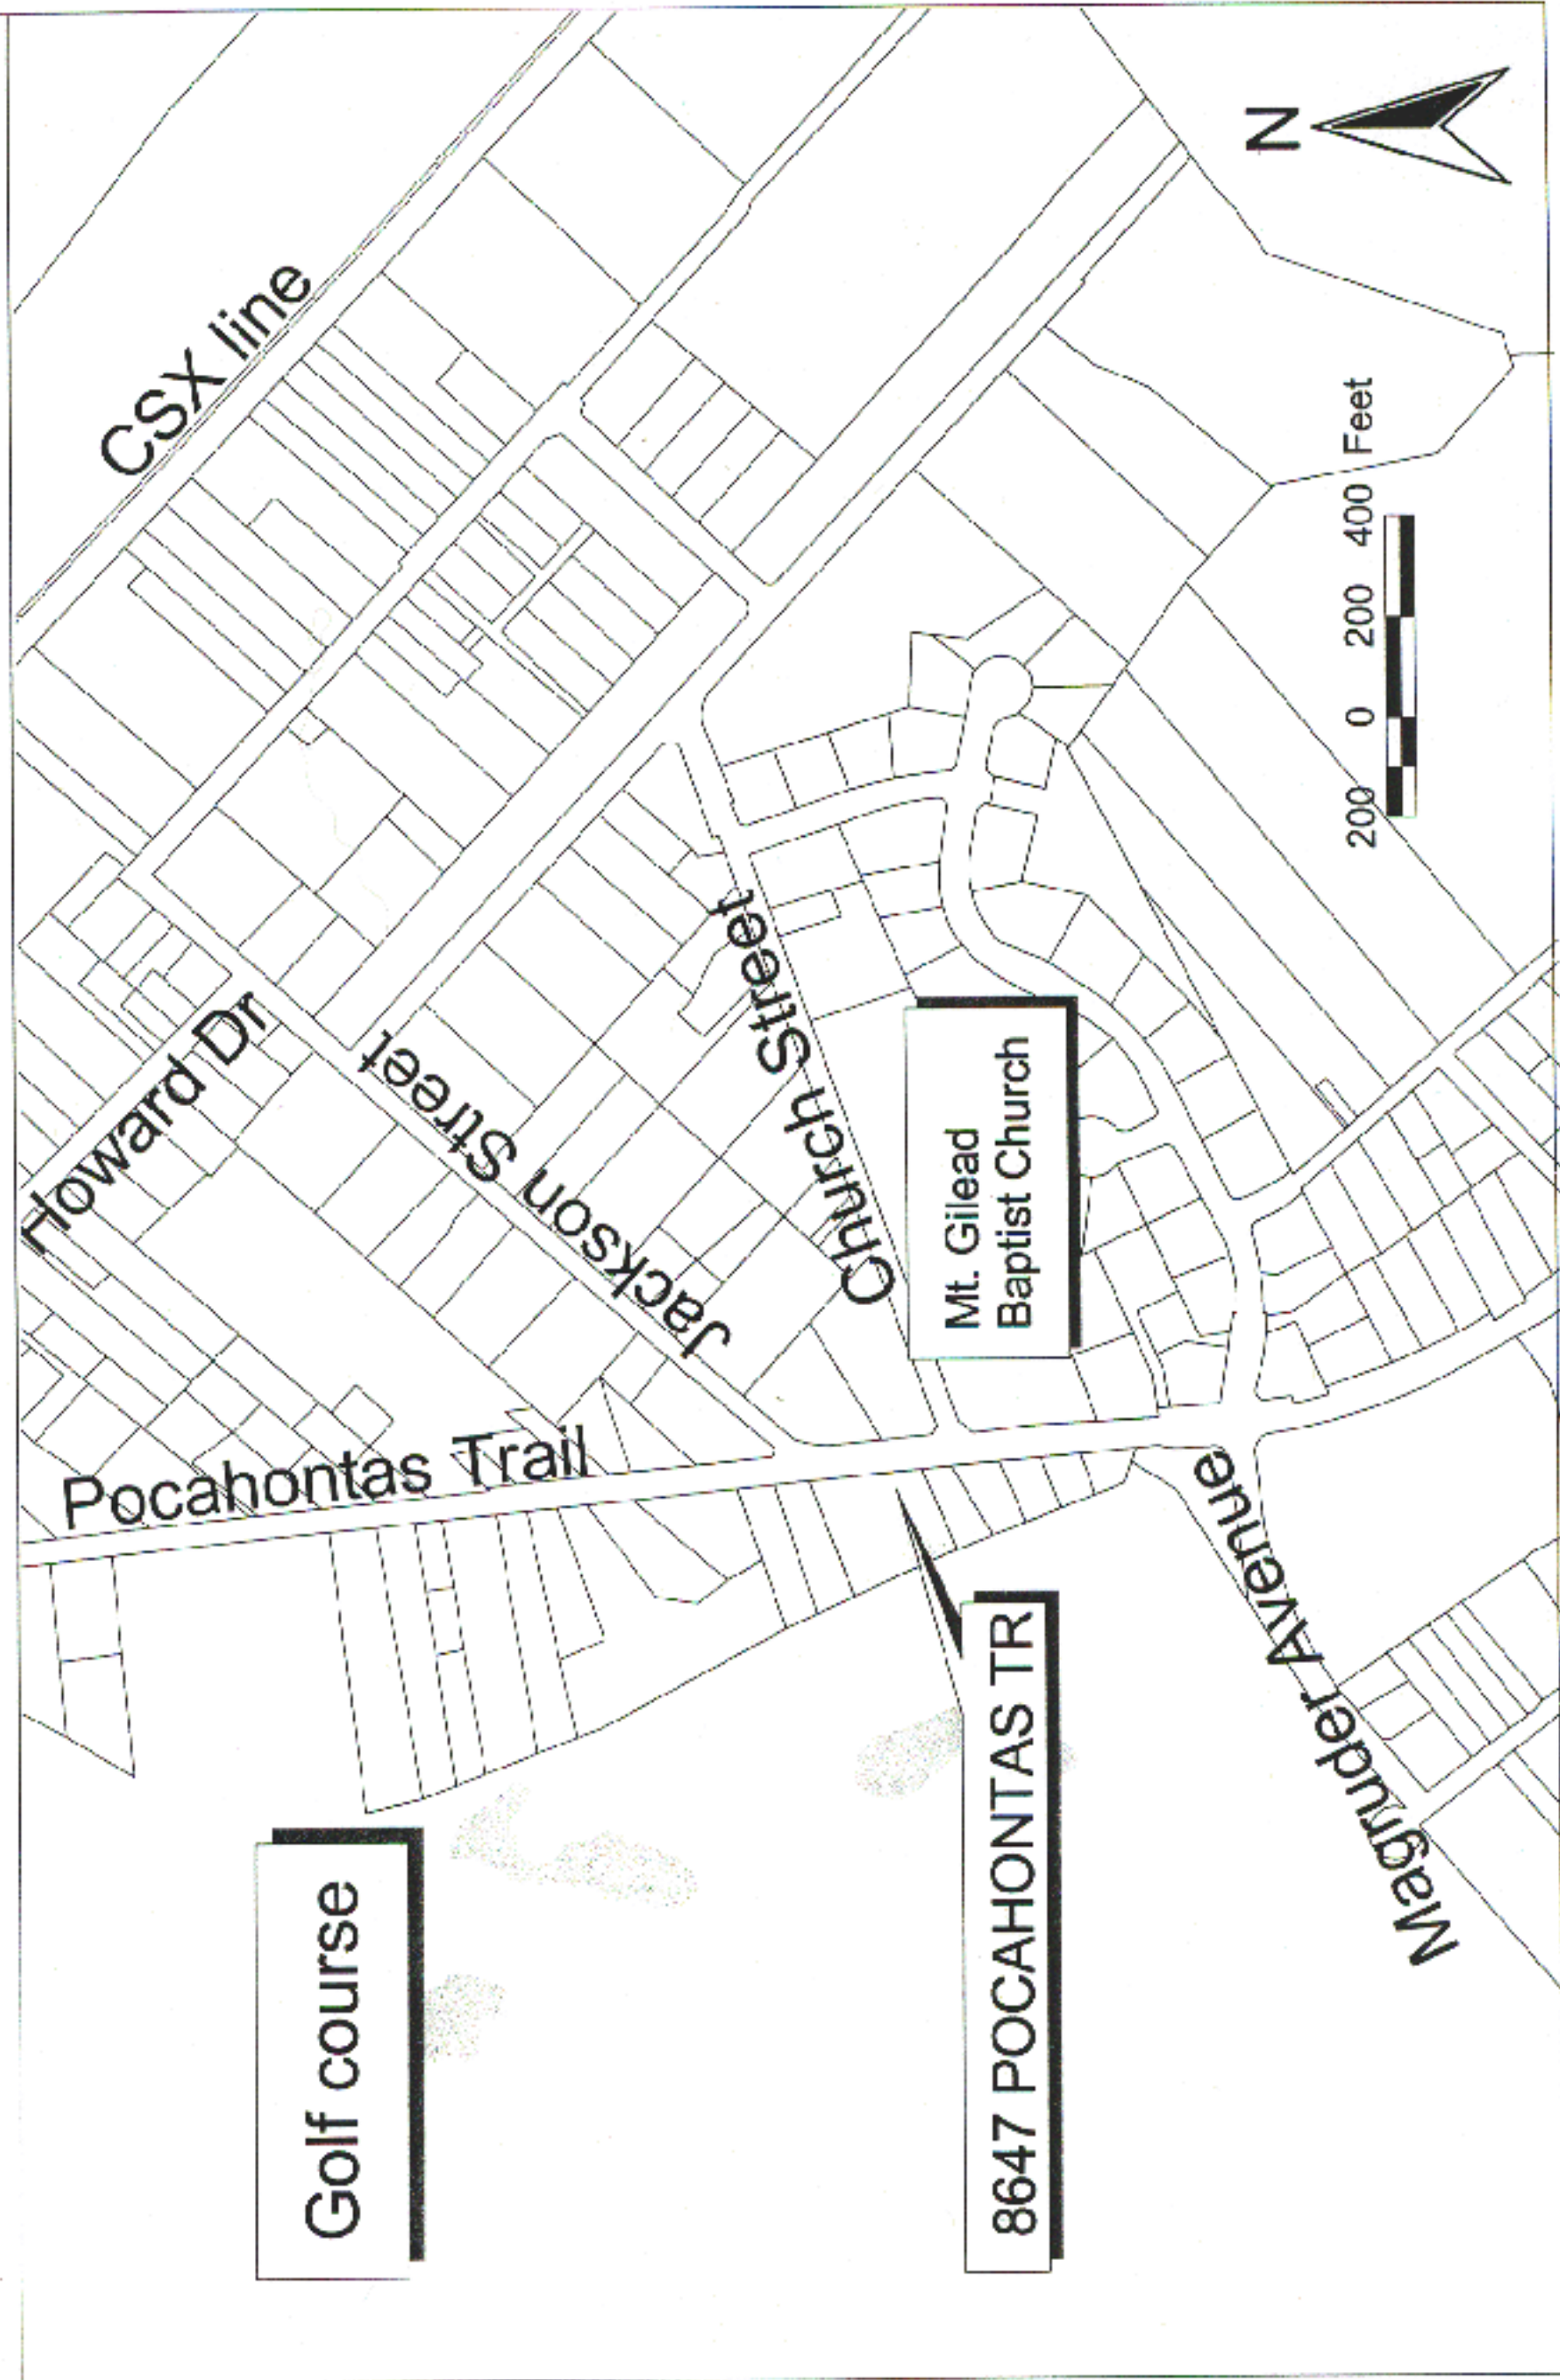 CSX line
N
Howard Dr
Jackson Street
Church Street
Pocahontas Trail
Mt. Gilead
Baptist Church
200 0 200 400 Feet
Golf course
8647 POCAHONTAS TR
Magruder Avenue